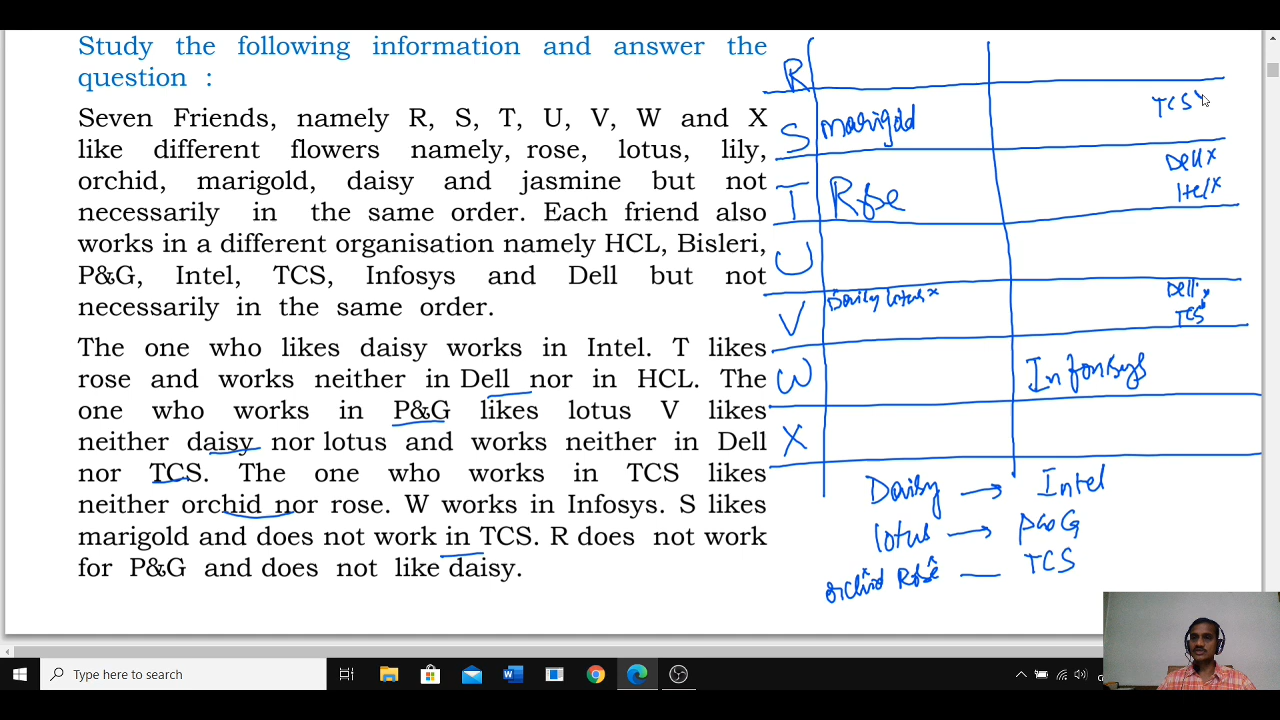 Study the following information and answer the
question :
Seven Friends, namely R, S, T, U, V, W and X
like different flowers namely, rose, lotus, lily,
orchid, marigold, daisy and jasmine but not
necessarily in the same order. Each friend also
works in a different organisation namely HCL, Bisleri,
P&G, Intel, TCS, Infosys and Dell but not
necessarily in the same order.
The one who likes daisy works in Intel. T likes
rose and works neither in Dell nor in HCL. The
one who works in P&G likes lotus V likes
neither daisy nor lotus and works neither in Dell
nor TCS. The one who works in TCS likes
neither orchid nor rose. W works in Infosys. S likes
marigold and does not work in TCS. R does not work
for P&G and does not like daisy.
R
S marigold TCS x
T Rose Dell x
Hcl x
U
V Daily lotus x Dell x
TCS x
W Infonsys
X
Daisy → Intel
lotus → P&G
orchid x Rose x — TCS
Type here to search